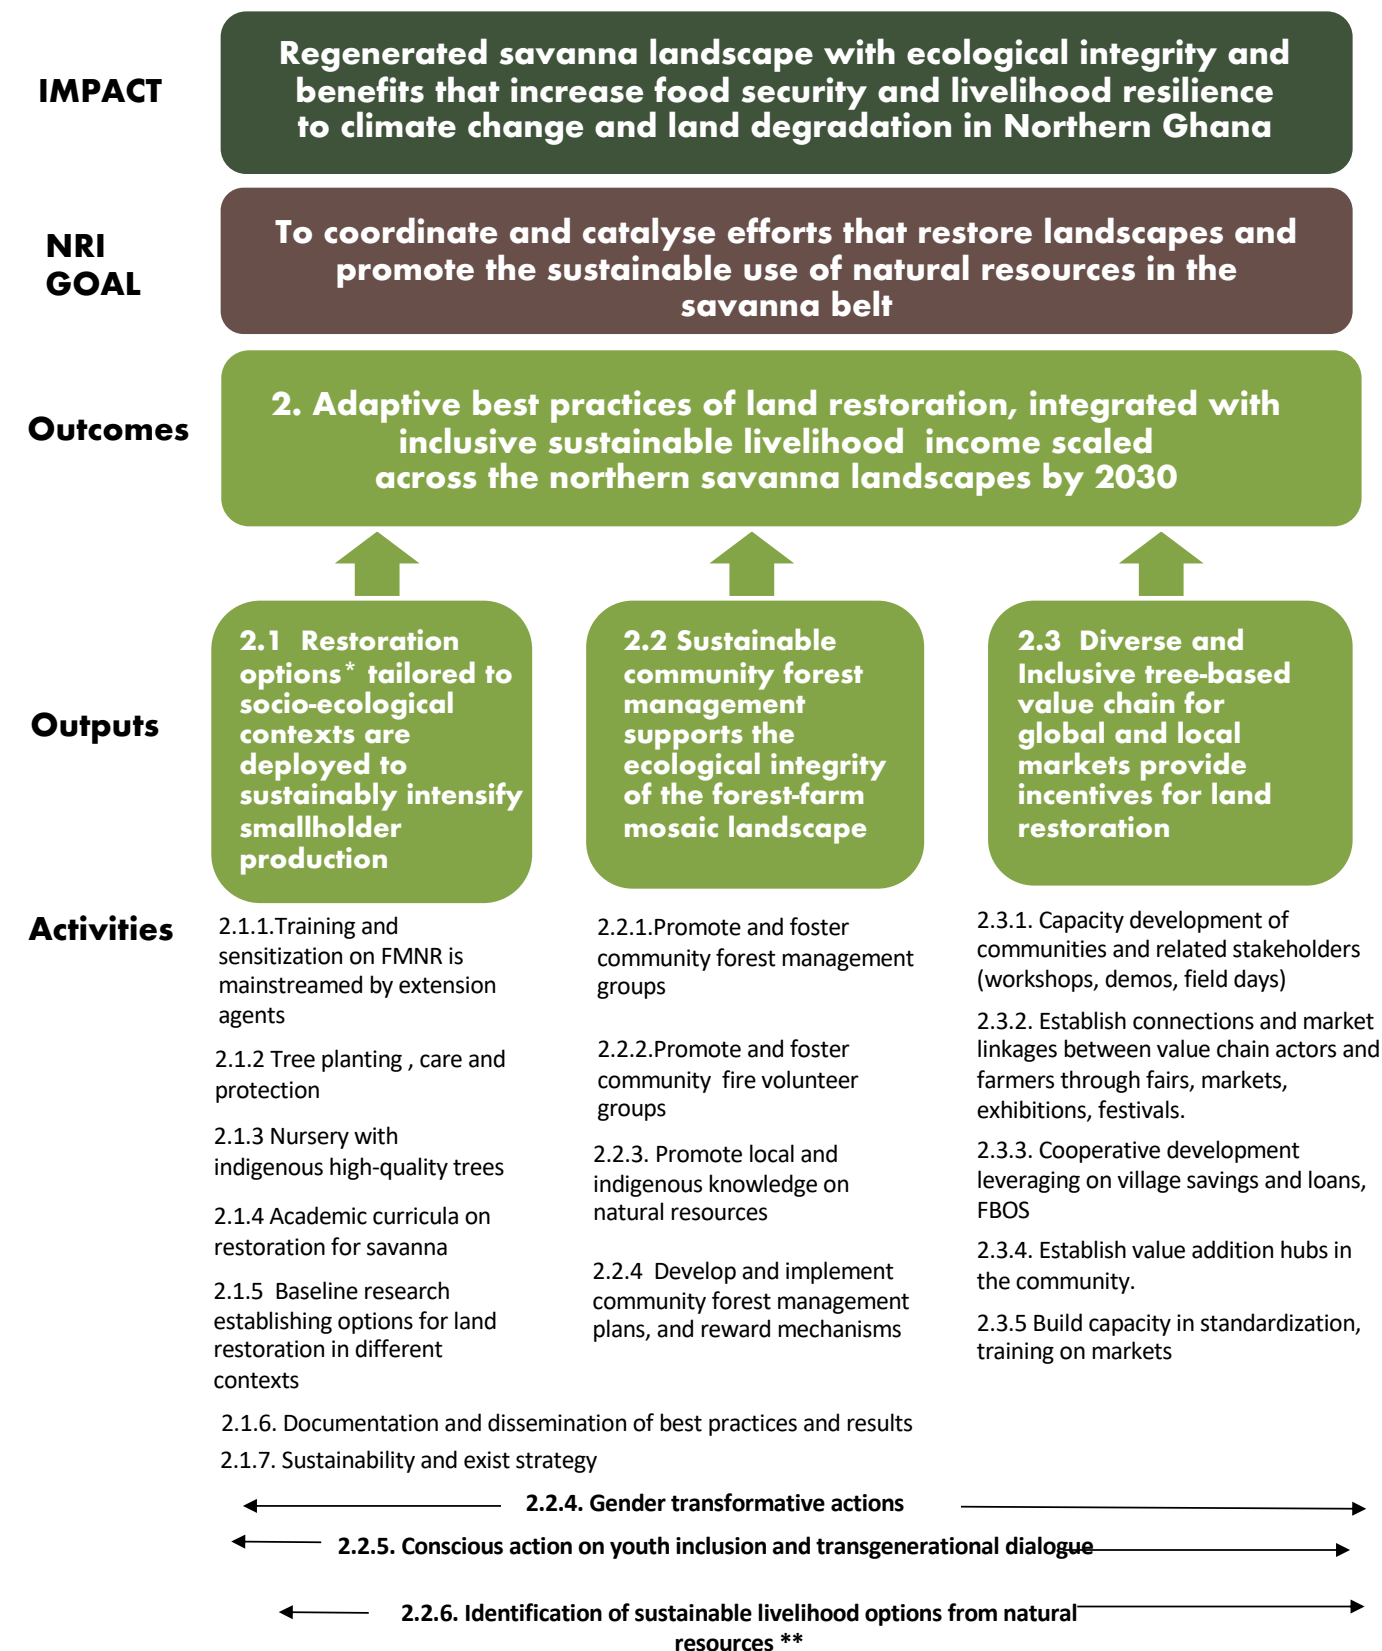 IMPACT
Regenerated savanna landscape with ecological integrity and
benefits that increase food security and livelihood resilience
to climate change and land degradation in Northern Ghana
NRI
GOAL
To coordinate and catalyse efforts that restore landscapes and
promote the sustainable use of natural resources in the
savanna belt
Outcomes
2. Adaptive best practices of land restoration, integrated with
inclusive sustainable livelihood income scaled
across the northern savanna landscapes by 2030
Outputs
2.1 Restoration
options* tailored to
socio-ecological
contexts are
deployed to
sustainably intensify
smallholder
production
2.2 Sustainable
community forest
management
supports the
ecological integrity
of the forest-farm
mosaic landscape
2.3 Diverse and
Inclusive tree-based
value chain for
global and local
markets provide
incentives for land
restoration
Activities
2.1.1.Training and
sensitization on FMNR is
mainstreamed by extension
agents
2.1.2 Tree planting , care and
protection
2.1.3 Nursery with
indigenous high-quality trees
2.1.4 Academic curricula on
restoration for savanna
2.1.5 Baseline research
establishing options for land
restoration in different
contexts
2.2.1.Promote and foster
community forest management
groups
2.2.2.Promote and foster
community fire volunteer
groups
2.2.3. Promote local and
indigenous knowledge on
natural resources
2.2.4 Develop and implement
community forest management
plans, and reward mechanisms
2.3.1. Capacity development of
communities and related stakeholders
(workshops, demos, field days)
2.3.2. Establish connections and market
linkages between value chain actors and
farmers through fairs, markets,
exhibitions, festivals.
2.3.3. Cooperative development
leveraging on village savings and loans,
FBOS
2.3.4. Establish value addition hubs in
the community.
2.3.5 Build capacity in standardization,
training on markets
2.1.6. Documentation and dissemination of best practices and results
2.1.7. Sustainability and exist strategy
2.2.4. Gender transformative actions
2.2.5. Conscious action on youth inclusion and transgenerational dialogue
2.2.6. Identification of sustainable livelihood options from natural
resources **